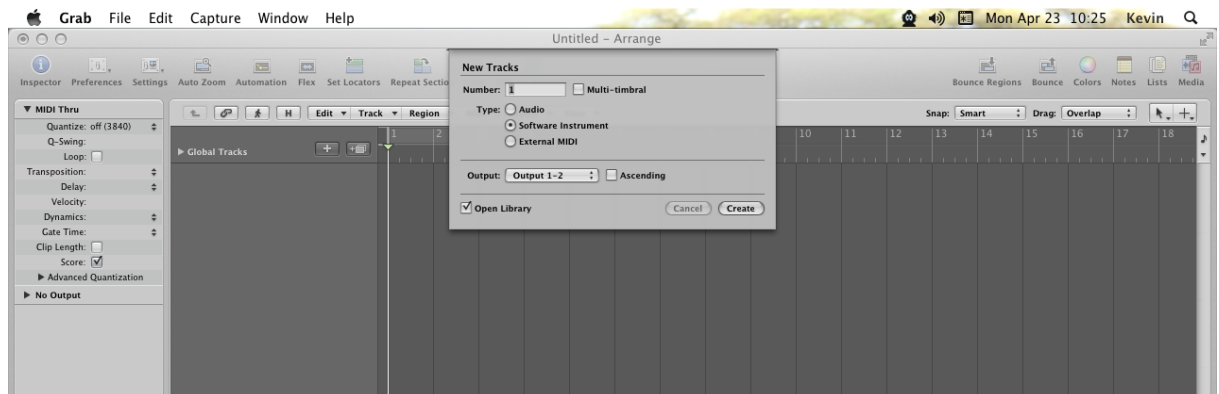 Grab File Edit Capture Window Help Mon Apr 23 10:25 Kevin
Untitled – Arrange
Inspector Preferences Settings Auto Zoom Automation Flex Set Locators Repeat Sectio Bounce Regions Bounce Colors Notes Lists Media
New Tracks
Number: 1 Multi-timbral
Type: Audio
Software Instrument
External MIDI
Output: Output 1-2 Ascending
Open Library Cancel Create
MIDI Thru
Quantize: off (3840)
Q-Swing:
Loop:
Transposition:
Delay:
Velocity:
Dynamics:
Gate Time:
Clip Length:
Score:
Advanced Quantization
No Output
H Edit Track Region Snap: Smart Drag: Overlap
Global Tracks
1 2 10 11 12 13 14 15 16 17 18